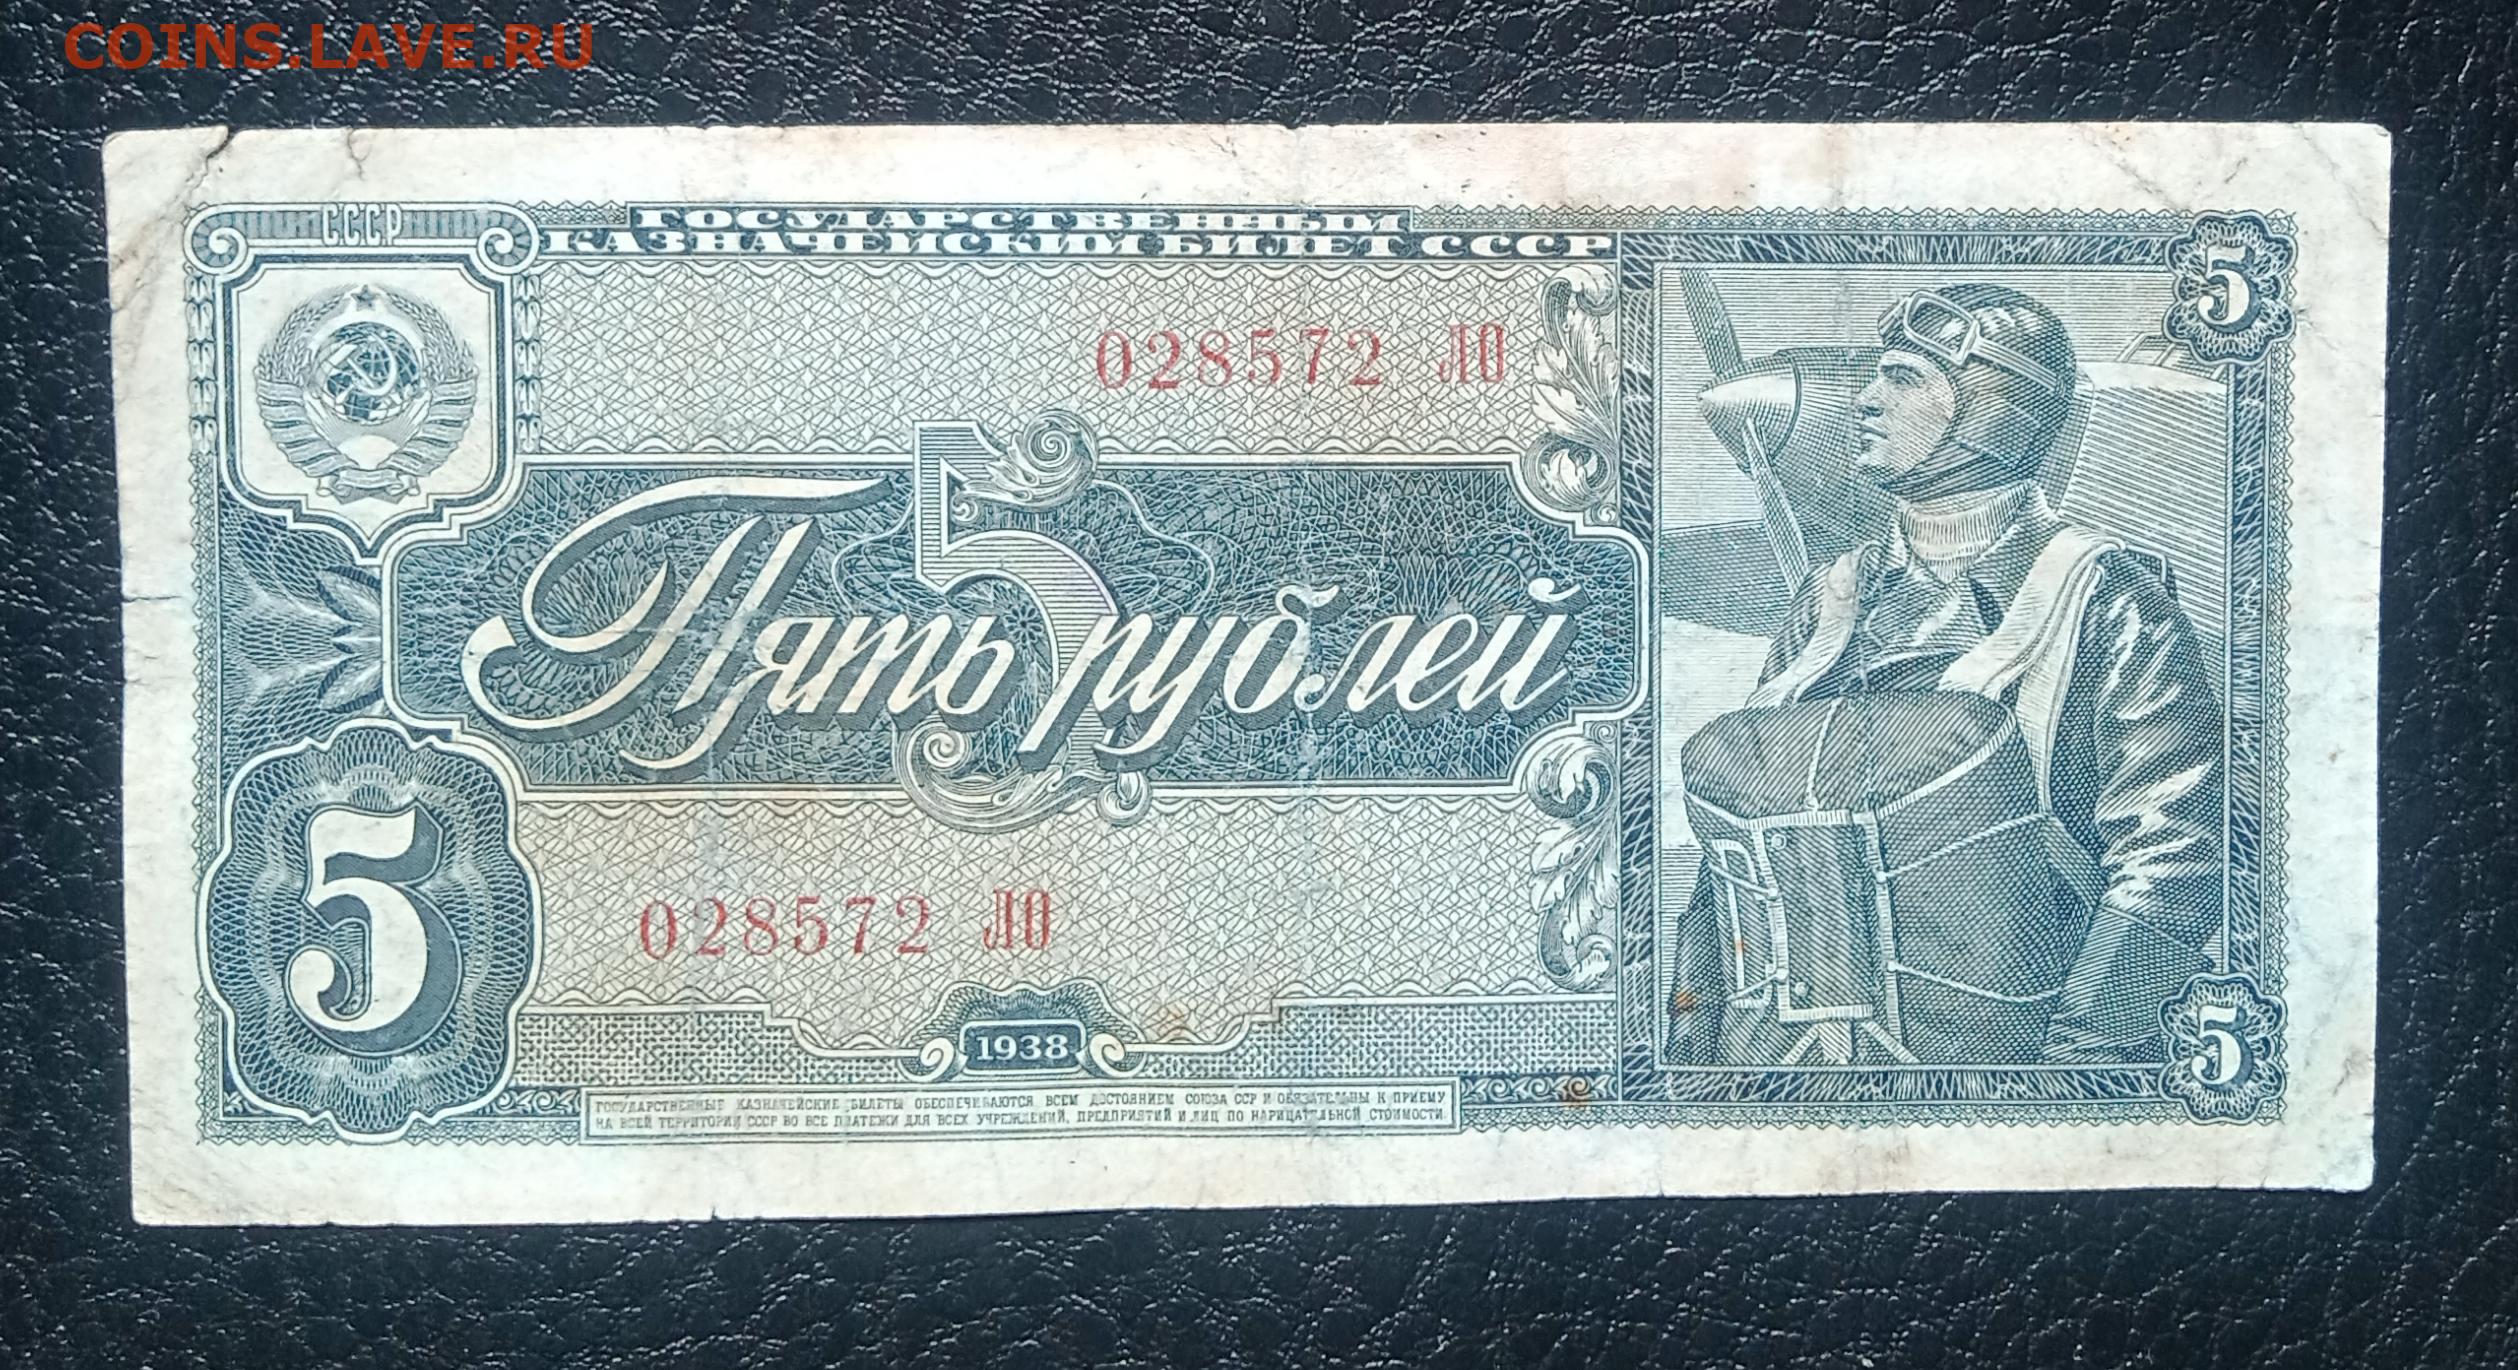 COINS.LAVE.RU
СССР
ГОСУДАРСТВЕННЫЙ
КАЗНАЧЕЙСКИЙ БИЛЕТ СССР
5
028572 ЛО
5
Пять рублей
5
028572 ЛО
1938
5
ГОСУДАРСТВЕННЫЕ КАЗНАЧЕЙСКИЕ БИЛЕТЫ ОБЕСПЕЧИВАЮТСЯ ВСЕМ ДОСТОЯНИЕМ СОЮЗА ССР И ОБЯЗАТЕЛЬНЫ К ПРИЕМУ
НА ВСЕЙ ТЕРРИТОРИИ СССР ВО ВСЕ ПЛАТЕЖИ ДЛЯ ВСЕХ УЧРЕЖДЕНИЙ, ПРЕДПРИЯТИЙ И ЛИЦ ПО НАРИЦАТЕЛЬНОЙ СТОИМОСТИ.